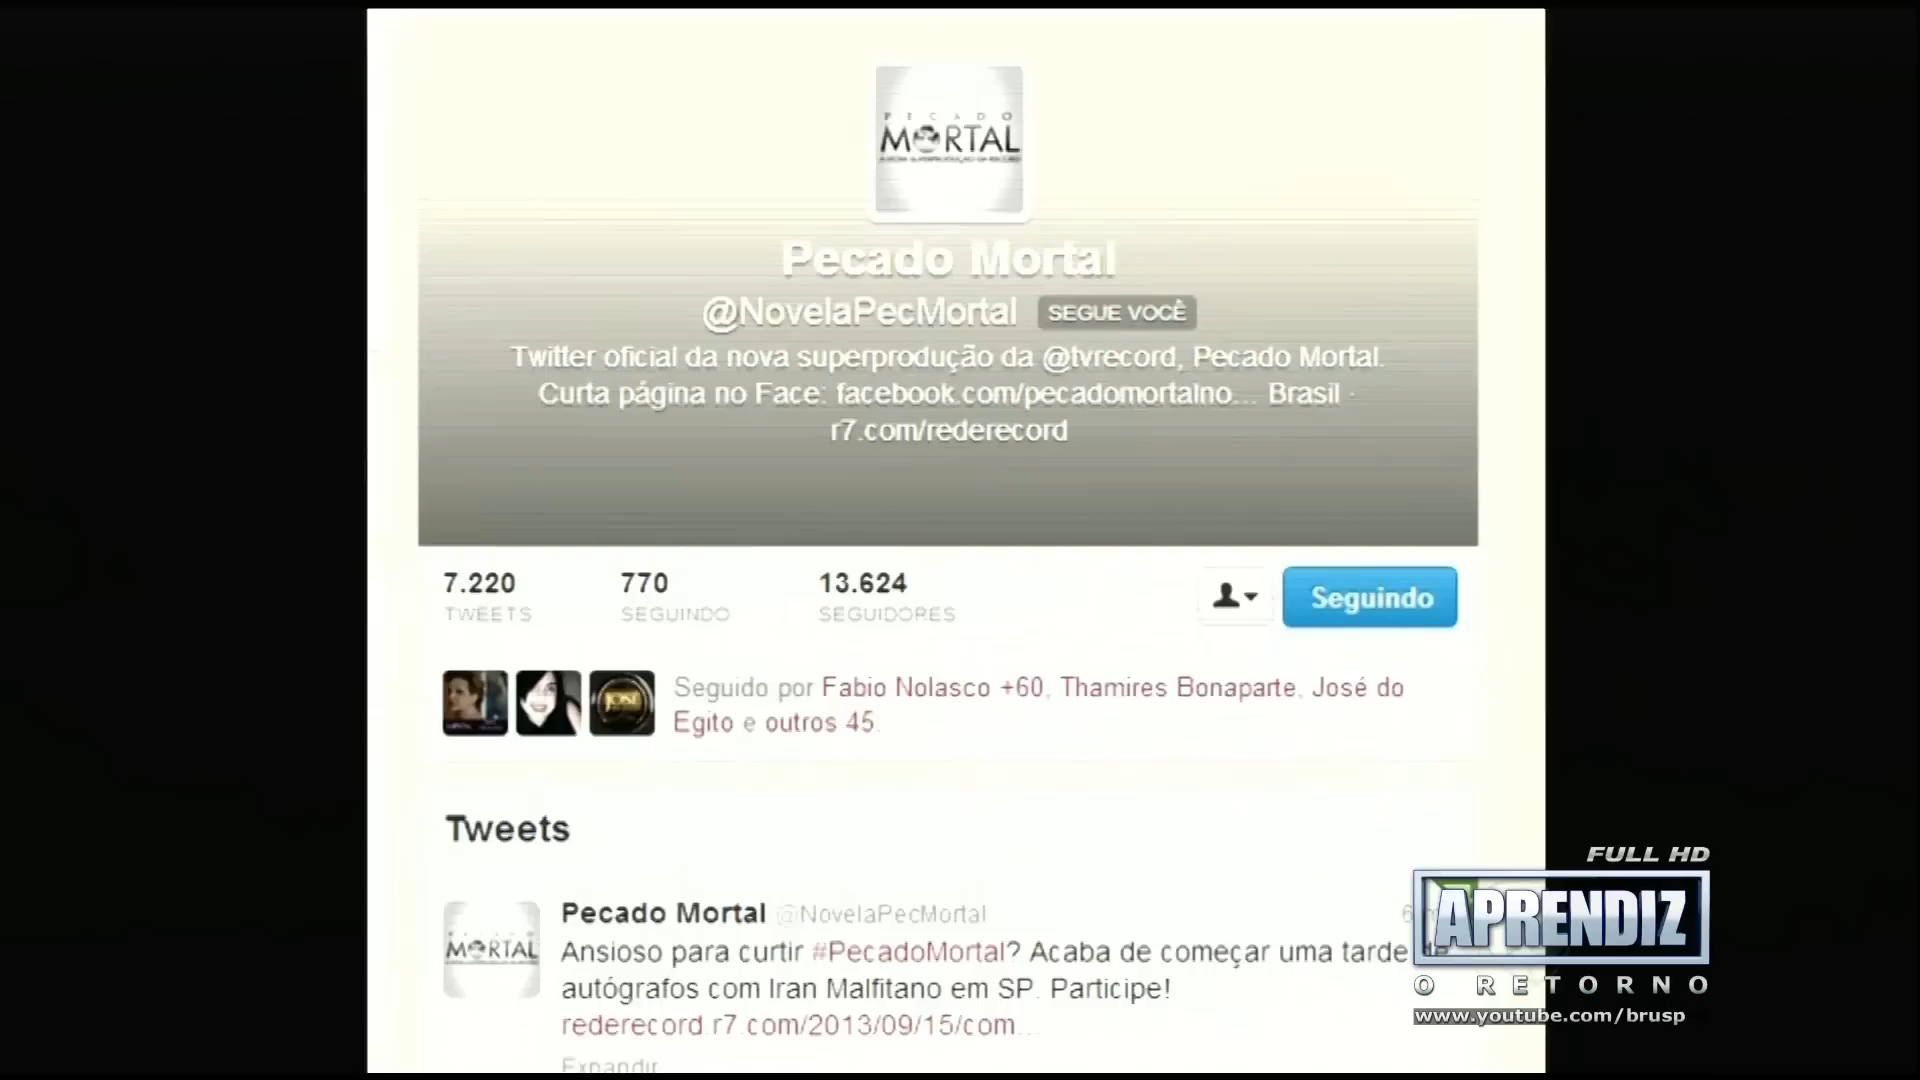 PECADO
MORTAL
Pecado Mortal
@NovelaPecMortal SEGUE VOCÊ
Twitter oficial da nova superprodução da @tvrecord, Pecado Mortal.
Curta página no Face: facebook.com/pecadomortalno... Brasil ·
r7.com/rederecord
7.220 770 13.624 Seguindo
TWEETS SEGUINDO SEGUIDORES
Seguido por Fabio Nolasco +60, Thamires Bonaparte, José do
Egito e outros 45.
JOSÉ
Tweets
Pecado Mortal @NovelaPecMortal
Ansioso para curtir #PecadoMortal? Acaba de começar uma tarde de
autógrafos com Iran Malfitano em SP. Participe!
rederecord.r7.com/2013/09/15/com...
Expandir
MORTAL
FULL HD
APRENDIZ
O RETORNO
www.youtube.com/brusp